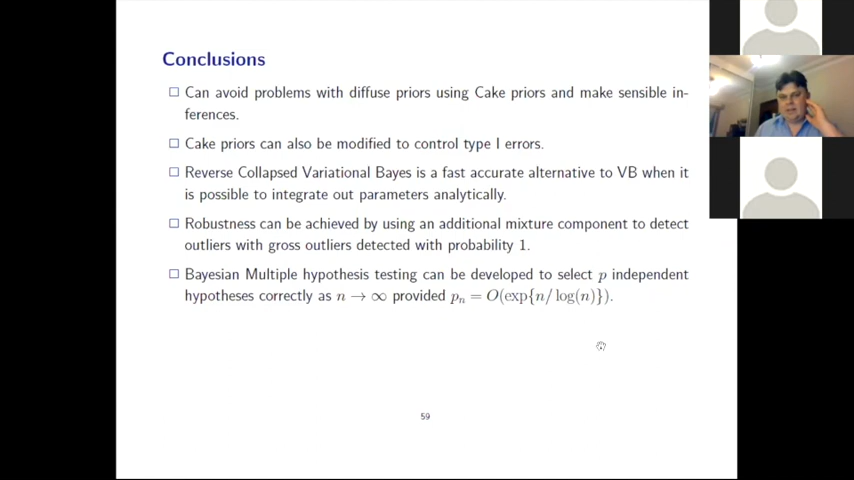 Conclusions
Can avoid problems with diffuse priors using Cake priors and make sensible in-
ferences.
Cake priors can also be modified to control type I errors.
Reverse Collapsed Variational Bayes is a fast accurate alternative to VB when it
is possible to integrate out parameters analytically.
Robustness can be achieved by using an additional mixture component to detect
outliers with gross outliers detected with probability 1.
Bayesian Multiple hypothesis testing can be developed to select p independent
hypotheses correctly as n → ∞ provided pₙ = O(exp{n/ log(n)}).
59